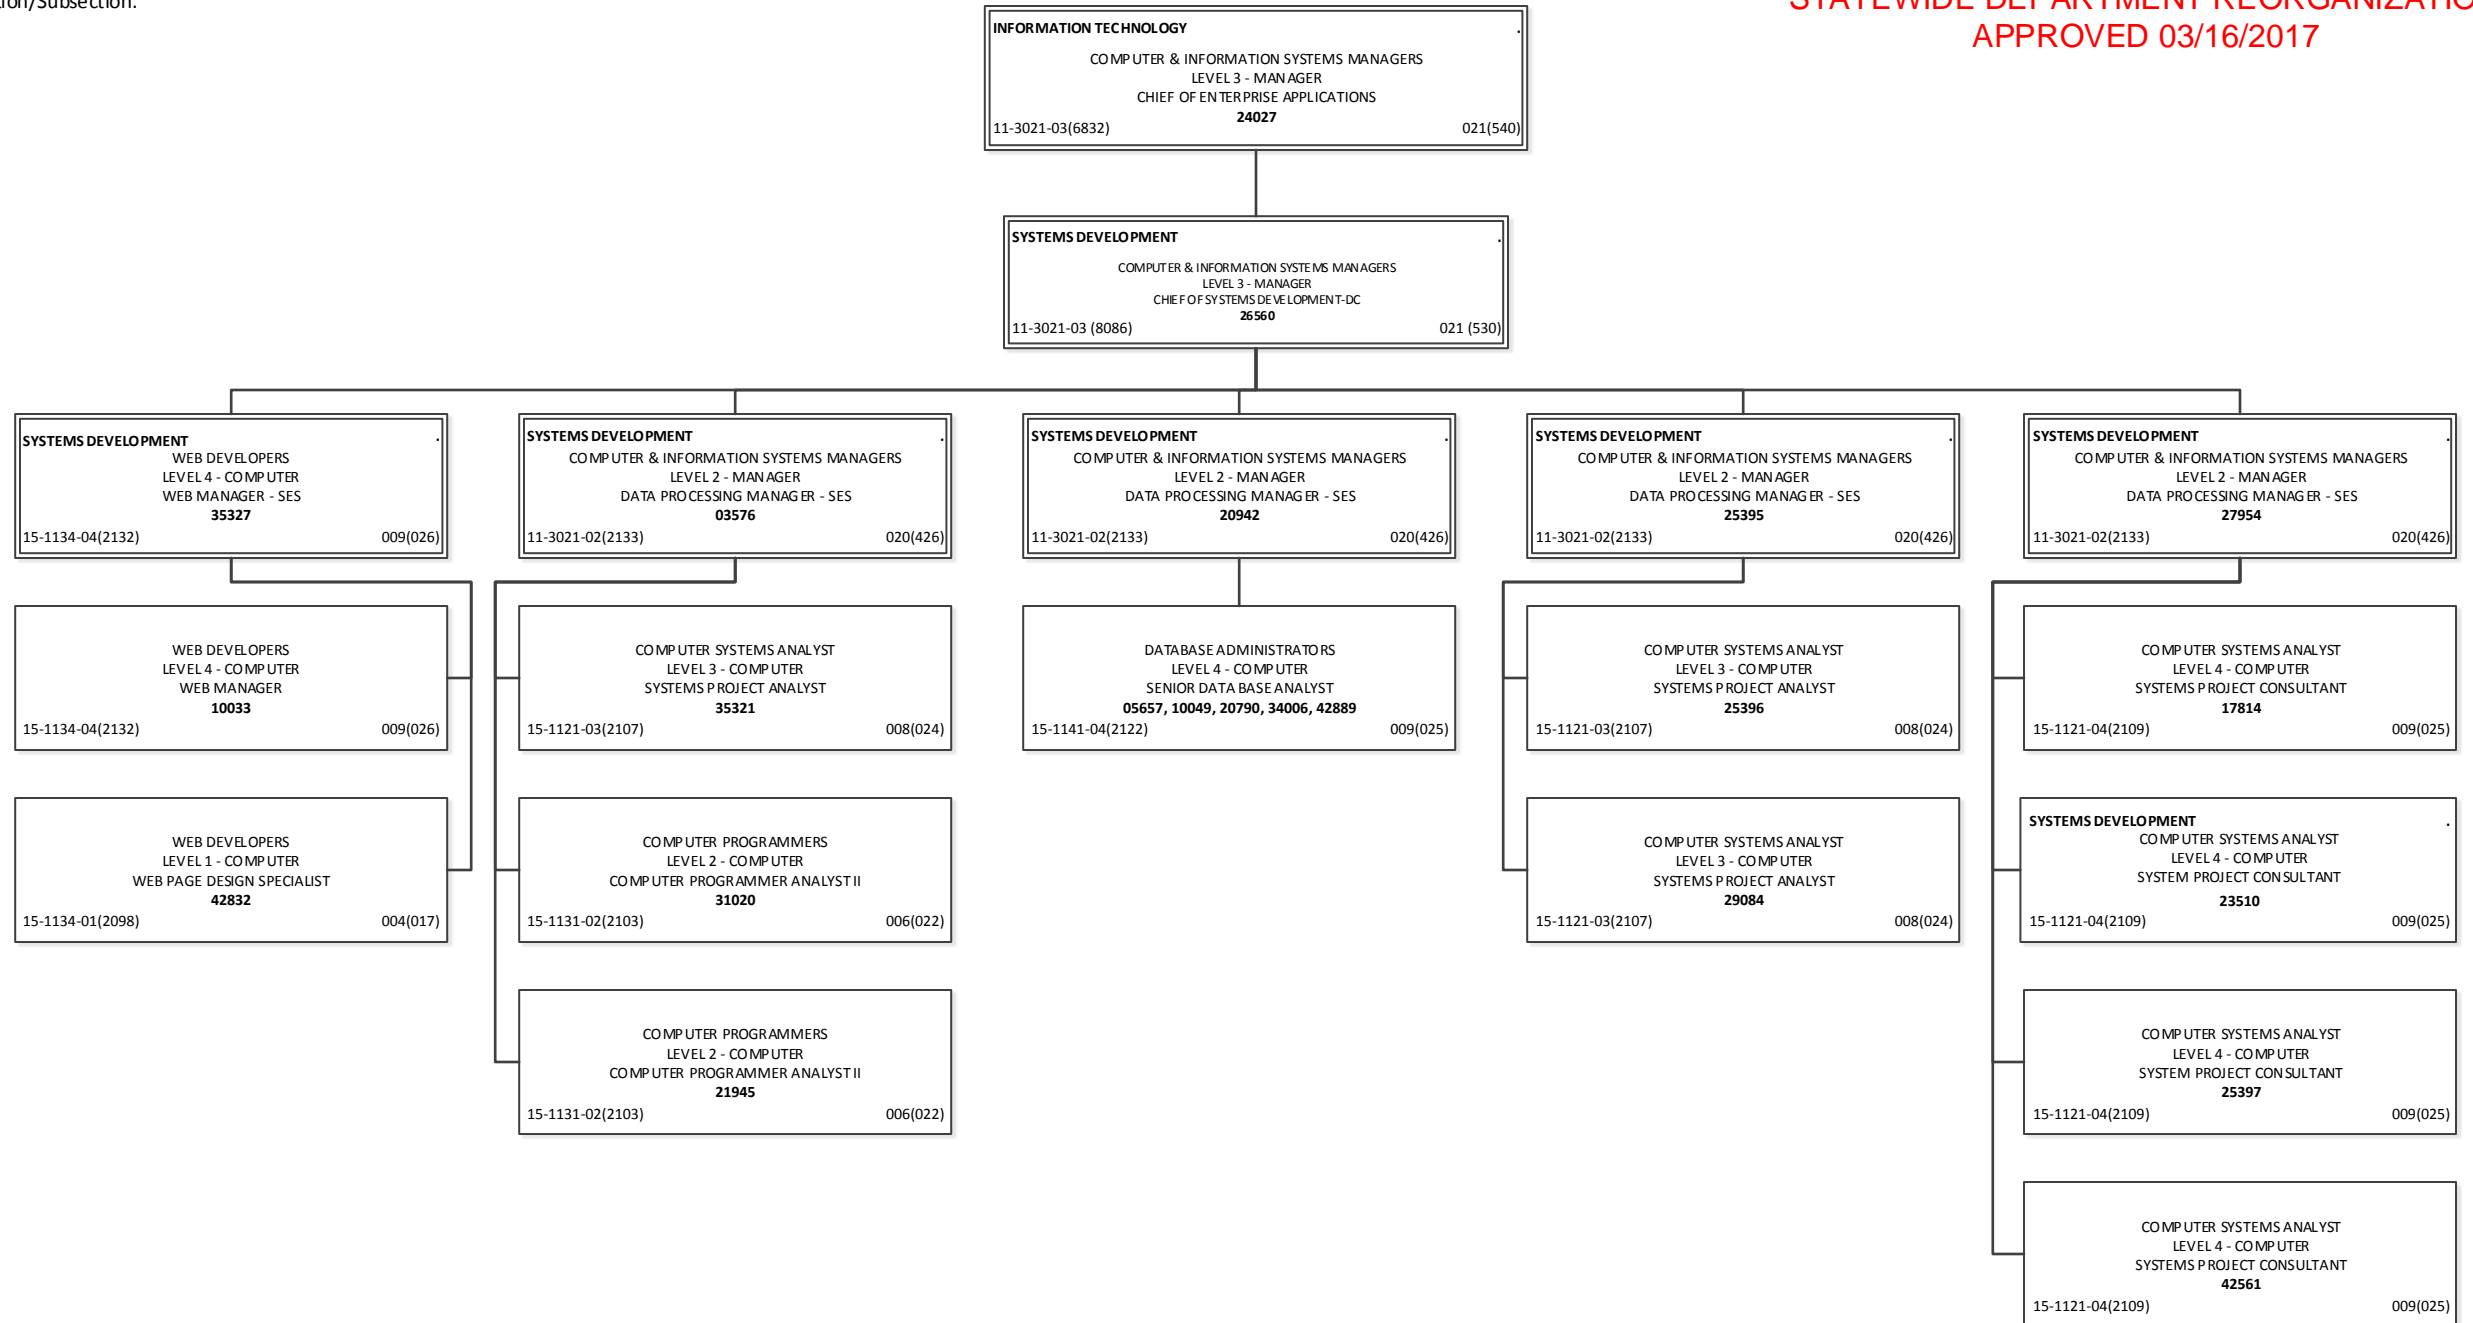 APPROVED 03/16/2017
INFORMATION TECHNOLOGY .
COMPUTER & INFORMATION SYSTEMS MANAGERS
LEVEL 3 - MANAGER
CHIEF OF ENTERPRISE APPLICATIONS
24027
11-3021-03(6832) 021(540)
SYSTEMS DEVELOPMENT .
COMPUTER & INFORMATION SYSTEMS MANAGERS
LEVEL 3 - MANAGER
CHIEF OF SYSTEMS DEVELOPMENT-DC
26560
11-3021-03 (8086) 021 (530)
SYSTEMS DEVELOPMENT .
WEB DEVELOPERS
LEVEL 4 - COMPUTER
WEB MANAGER - SES
35327
15-1134-04(2132) 009(026)
SYSTEMS DEVELOPMENT .
COMPUTER & INFORMATION SYSTEMS MANAGERS
LEVEL 2 - MANAGER
DATA PROCESSING MANAGER - SES
03576
11-3021-02(2133) 020(426)
SYSTEMS DEVELOPMENT .
COMPUTER & INFORMATION SYSTEMS MANAGERS
LEVEL 2 - MANAGER
DATA PROCESSING MANAGER - SES
20942
11-3021-02(2133) 020(426)
SYSTEMS DEVELOPMENT .
COMPUTER & INFORMATION SYSTEMS MANAGERS
LEVEL 2 - MANAGER
DATA PROCESSING MANAGER - SES
25395
11-3021-02(2133) 020(426)
SYSTEMS DEVELOPMENT .
COMPUTER & INFORMATION SYSTEMS MANAGERS
LEVEL 2 - MANAGER
DATA PROCESSING MANAGER - SES
27954
11-3021-02(2133) 020(426)
WEB DEVELOPERS
LEVEL 4 - COMPUTER
WEB MANAGER
10033
15-1134-04(2132) 009(026)
COMPUTER SYSTEMS ANALYST
LEVEL 3 - COMPUTER
SYSTEMS PROJECT ANALYST
35321
15-1121-03(2107) 008(024)
DATABASE ADMINISTRATORS
LEVEL 4 - COMPUTER
SENIOR DATA BASE ANALYST
05657, 10049, 20790, 34006, 42889
15-1141-04(2122) 009(025)
COMPUTER SYSTEMS ANALYST
LEVEL 3 - COMPUTER
SYSTEMS PROJECT ANALYST
25396
15-1121-03(2107) 008(024)
COMPUTER SYSTEMS ANALYST
LEVEL 4 - COMPUTER
SYSTEMS PROJECT CONSULTANT
17814
15-1121-04(2109) 009(025)
WEB DEVELOPERS
LEVEL 1 - COMPUTER
WEB PAGE DESIGN SPECIALIST
42832
15-1134-01(2098) 004(017)
COMPUTER PROGRAMMERS
LEVEL 2 - COMPUTER
COMPUTER PROGRAMMER ANALYST II
31020
15-1131-02(2103) 006(022)
COMPUTER SYSTEMS ANALYST
LEVEL 3 - COMPUTER
SYSTEMS PROJECT ANALYST
29084
15-1121-03(2107) 008(024)
SYSTEMS DEVELOPMENT .
COMPUTER SYSTEMS ANALYST
LEVEL 4 - COMPUTER
SYSTEM PROJECT CONSULTANT
23510
15-1121-04(2109) 009(025)
COMPUTER PROGRAMMERS
LEVEL 2 - COMPUTER
COMPUTER PROGRAMMER ANALYST II
21945
15-1131-02(2103) 006(022)
COMPUTER SYSTEMS ANALYST
LEVEL 4 - COMPUTER
SYSTEM PROJECT CONSULTANT
25397
15-1121-04(2109) 009(025)
COMPUTER SYSTEMS ANALYST
LEVEL 4 - COMPUTER
SYSTEMS PROJECT CONSULTANT
42561
15-1121-04(2109) 009(025)